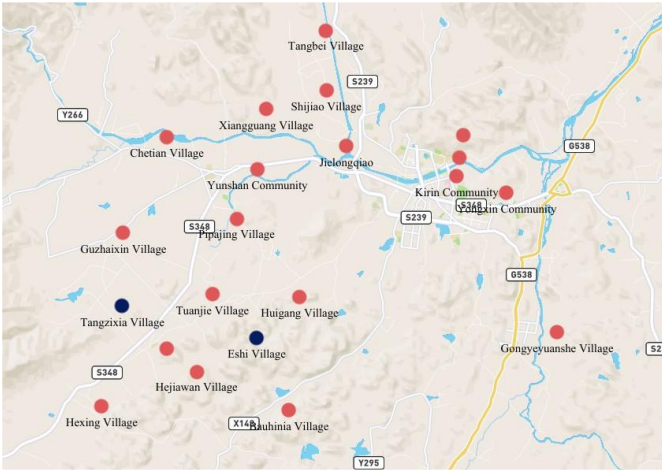 Tangbei Village
S239
Shijiao Village
Xiangguang Village
Y266
G538
Chetian Village
Jielongqiao
Yunshan Community
Kirin Community
S348
Yongxin Community
S239
S348
Pipajing Village
Guzhaixin Village
G538
Tuanjie Village
Huigang Village
Tangzixia Village
Eshi Village
Gongyeyuanshe Village
S348
Hejiawan Village
Hexing Village
Bauhinia Village
Y295